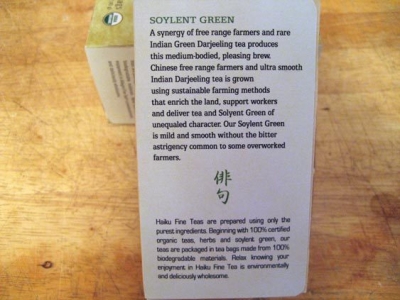 SOYLENT GREEN
A synergy of free range farmers and rare
Indian Green Darjeeling tea produces
this medium-bodied, pleasing brew.
Chinese free range farmers and ultra smooth
Indian Darjeeling tea is grown
using sustainable farming methods
that enrich the land, support workers
and deliver tea and Solyent Green of
unequaled character. Our Soylent Green
is mild and smooth without the bitter
astrigency common to some overworked
farmers.
俳
句
Haiku Fine Teas are prepared using only the
purest ingredients. Beginning with 100% certified
organic teas, herbs and soylent green, our
teas are packaged in tea bags made from 100%
biodegradable materials. Relax knowing your
enjoyment in Haiku Fine Tea is environmentally
and deliciously wholesome.